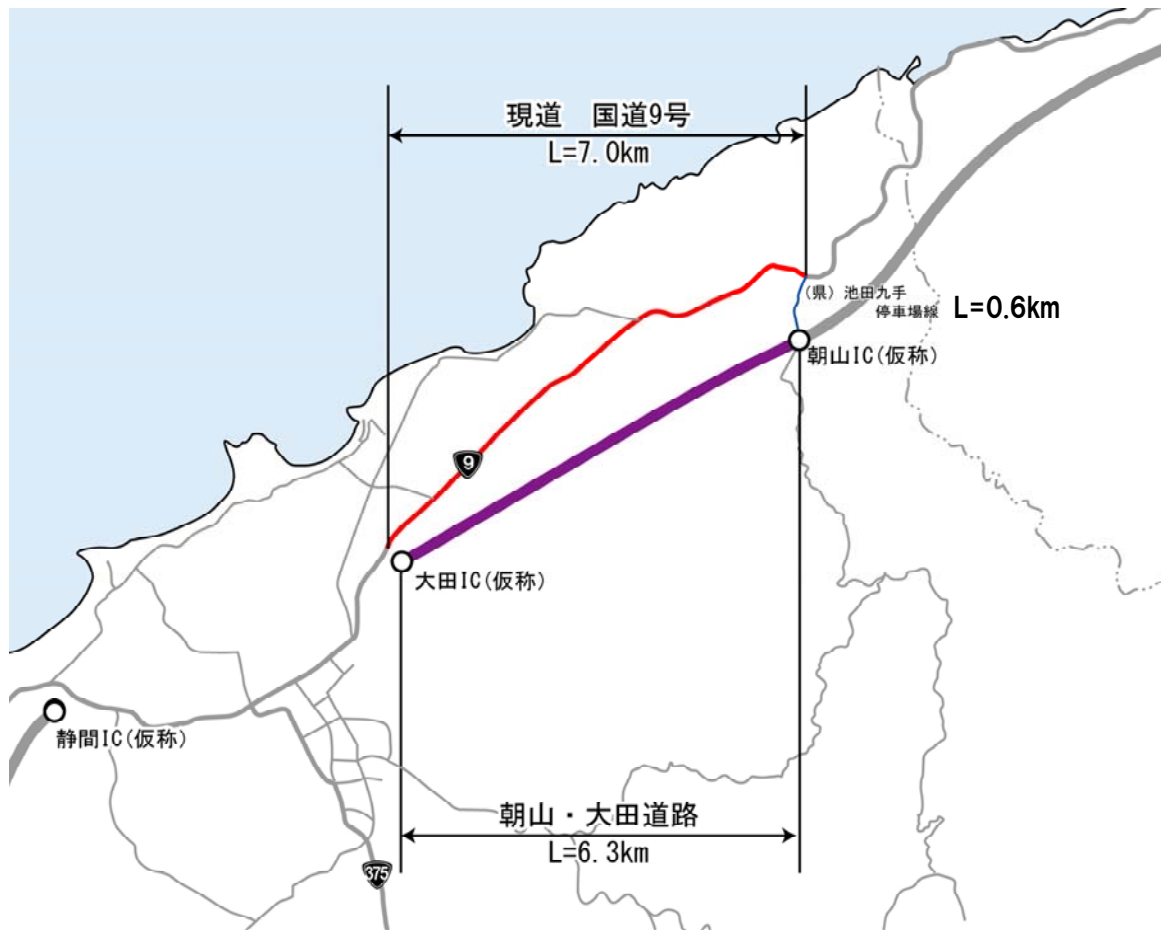 現道　国道9号
L=7.0km
(県)池田九手
停車場線
L=0.6km
朝山IC(仮称)
9
大田IC(仮称)
静間IC(仮称)
朝山・大田道路
L=6.3km
375